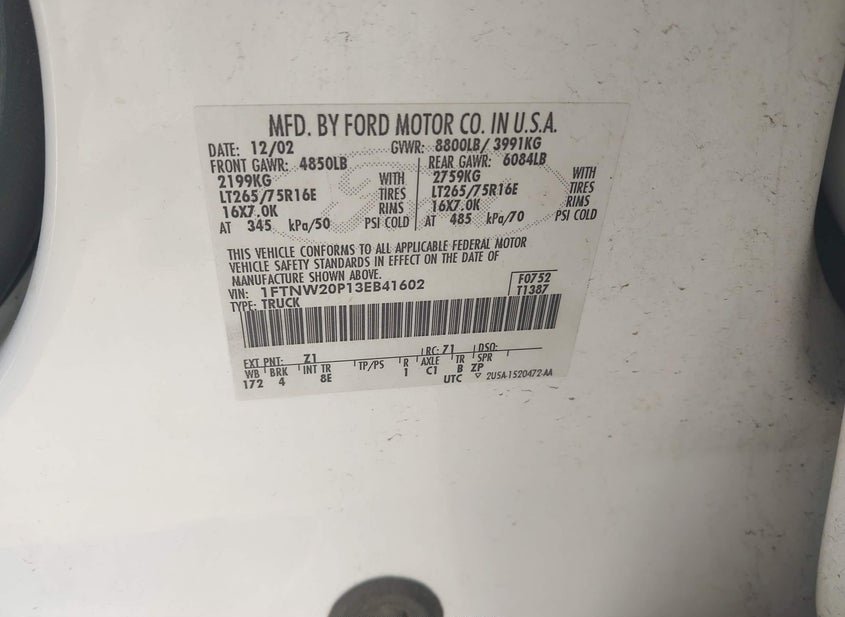 MFD. BY FORD MOTOR CO. IN U.S.A.
DATE: 12/02 GVWR: 8800LB/ 3991KG
FRONT GAWR: 4850LB REAR GAWR: 6084LB
2199KG WITH 2759KG WITH
LT265/75R16E TIRES LT265/75R16E TIRES
16X7.0K RIMS 16X7.0K RIMS
AT 345 kPa/50 PSI COLD AT 485 kPa/70 PSI COLD
THIS VEHICLE CONFORMS TO ALL APPLICABLE FEDERAL MOTOR
VEHICLE SAFETY STANDARDS IN EFFECT ON THE DATE OF
MANUFACTURE SHOWN ABOVE.
VIN: 1FTNW20P13EB41602 F0752
TYPE: TRUCK T1387
EXT PNT: Z1 RC: Z1 DSO:
WB BRK INT TR TP/PS R AXLE TR SPR
172 4 8E 1 C1 B ZP
UTC ▽ 2USA-1520472-AA